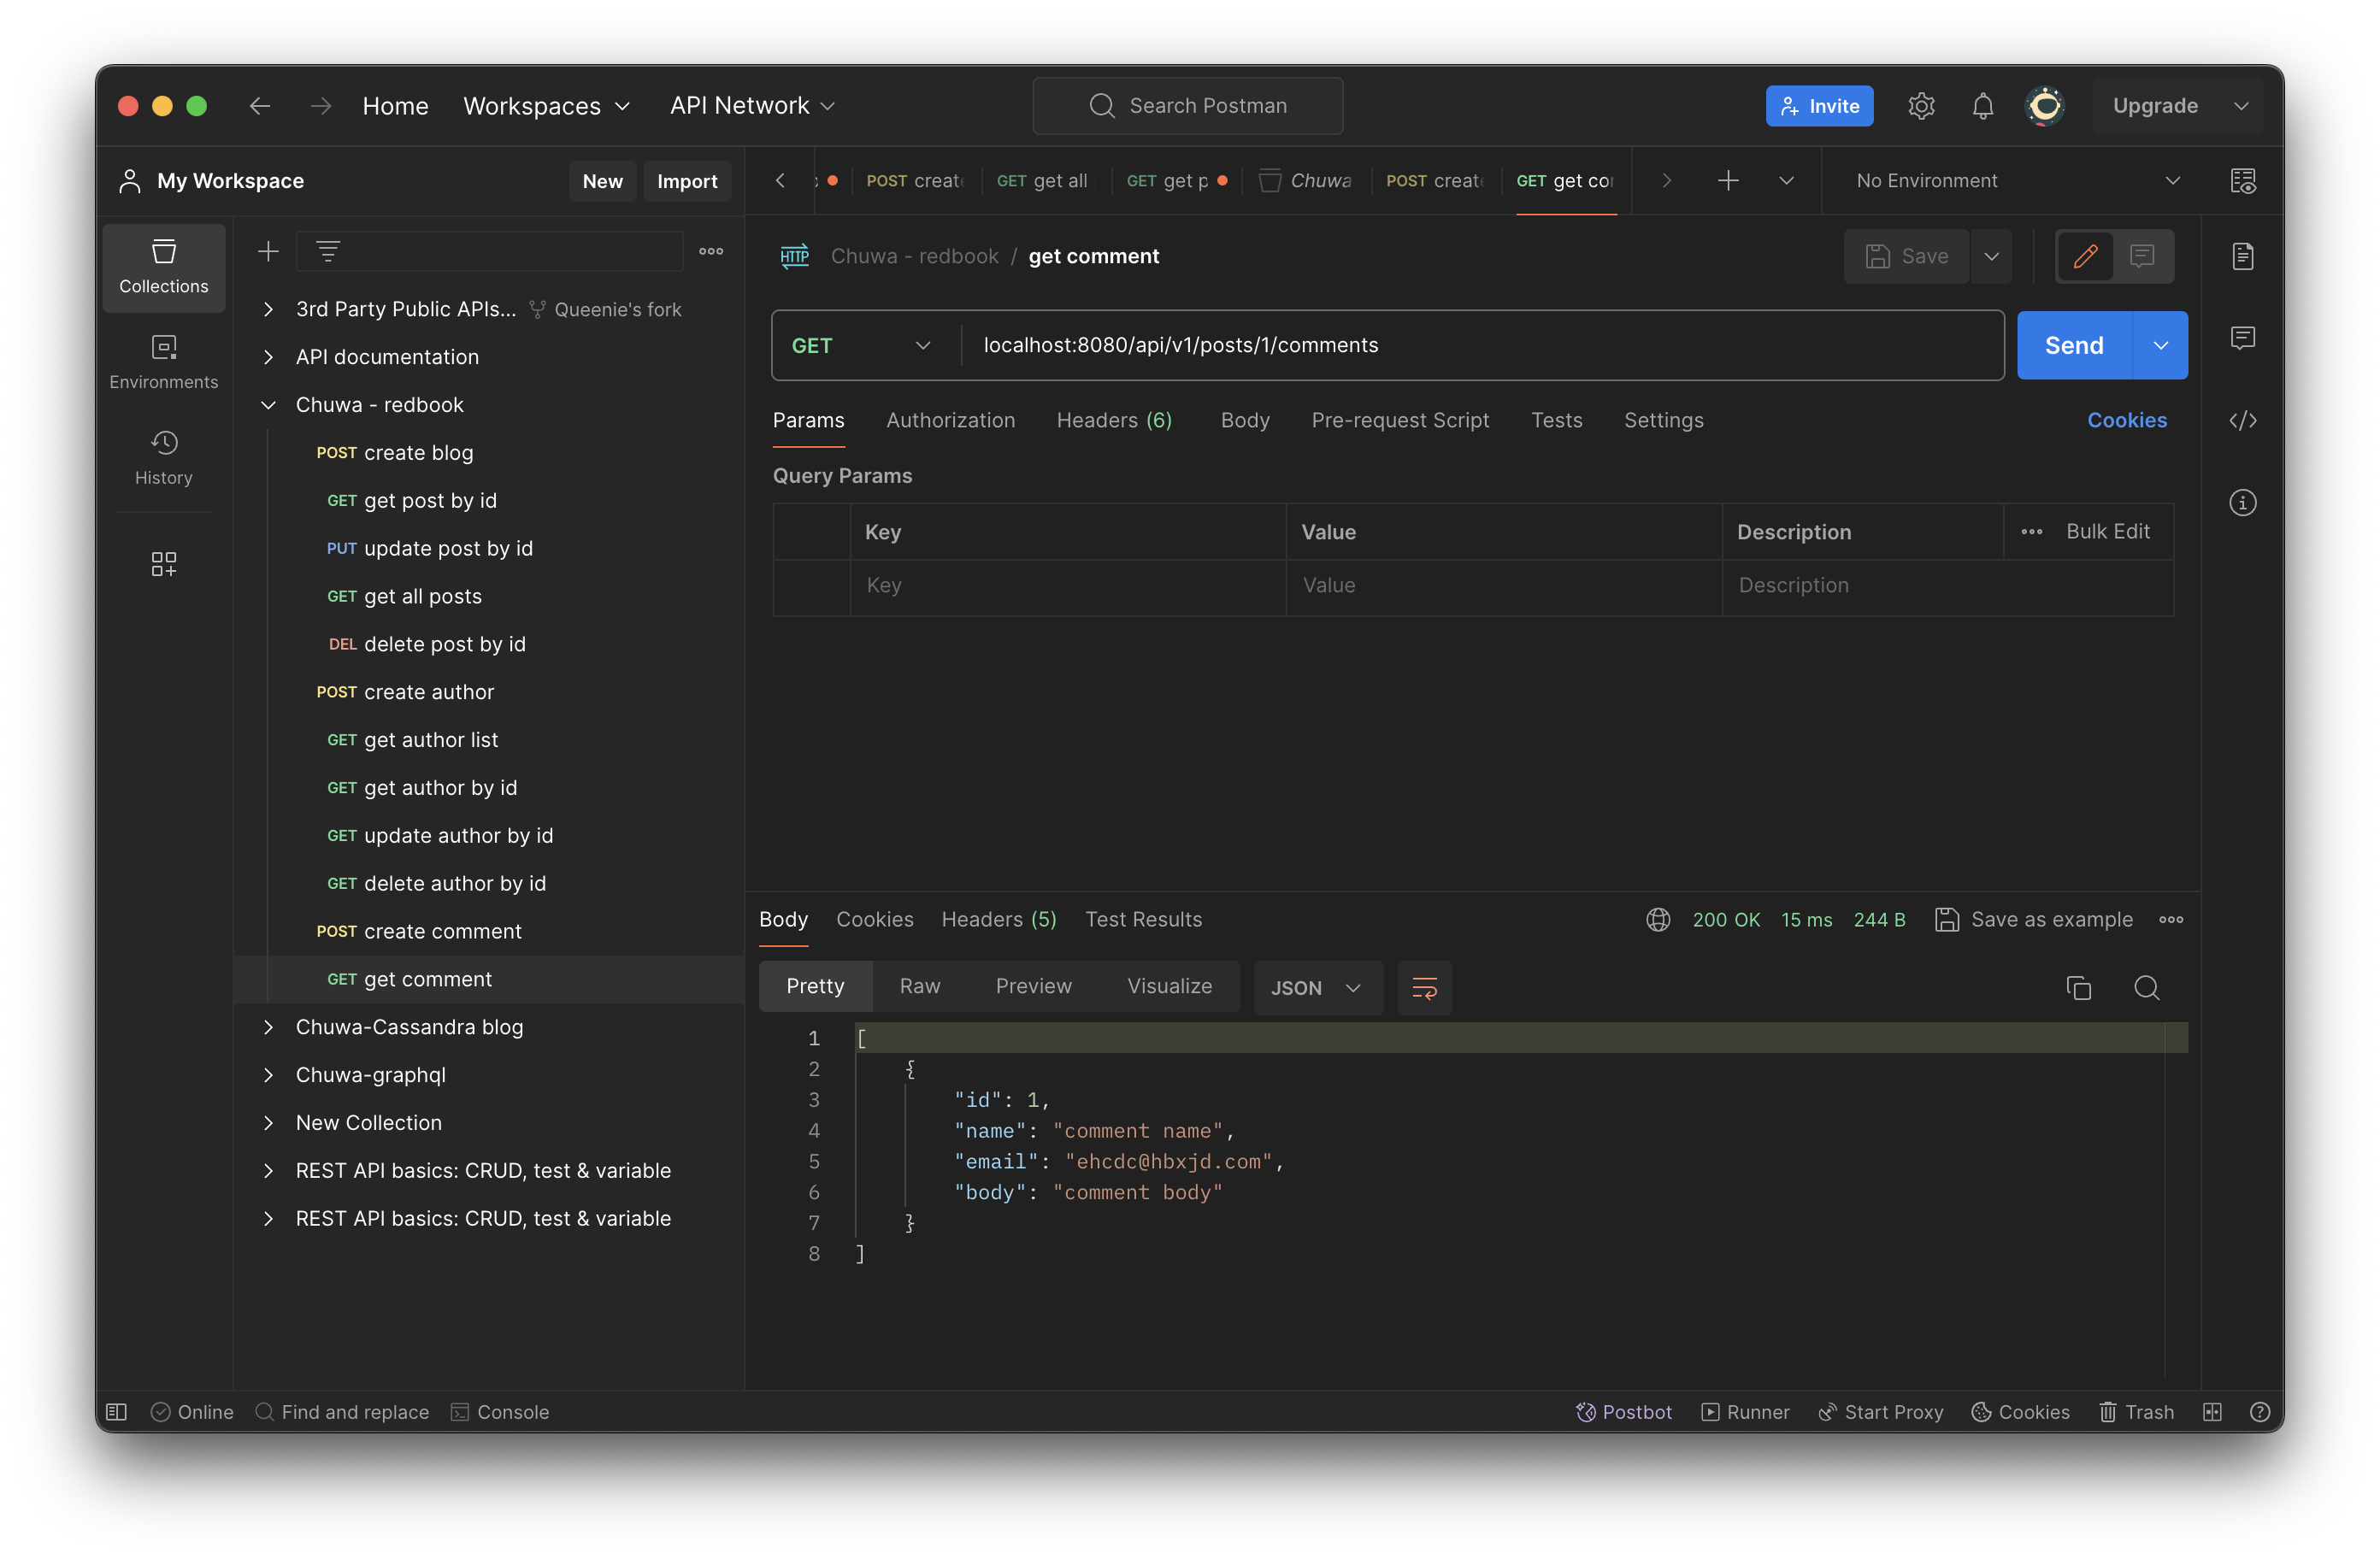 Home Workspaces API Network Search Postman Invite Upgrade
My Workspace New Import
POST create GET get all GET get p Chuwa POST create GET get cor No Environment
Collections
Environments
History
3rd Party Public APIs... Queenie's fork
API documentation
Chuwa - redbook
POST create blog
GET get post by id
PUT update post by id
GET get all posts
DEL delete post by id
POST create author
GET get author list
GET get author by id
GET update author by id
GET delete author by id
POST create comment
GET get comment
Chuwa-Cassandra blog
Chuwa-graphql
New Collection
REST API basics: CRUD, test & variable
REST API basics: CRUD, test & variable
HTTP Chuwa - redbook / get comment Save
GET localhost:8080/api/v1/posts/1/comments Send
Params Authorization Headers (6) Body Pre-request Script Tests Settings Cookies
Query Params
Key Value Description Bulk Edit
Key Value Description
Body Cookies Headers (5) Test Results 200 OK 15 ms 244 B Save as example
Pretty Raw Preview Visualize JSON
1 [
2 {
3 "id": 1,
4 "name": "comment name",
5 "email": "ehcdc@hbxjd.com",
6 "body": "comment body"
7 }
8 ]
Online Find and replace Console Postbot Runner Start Proxy Cookies Trash